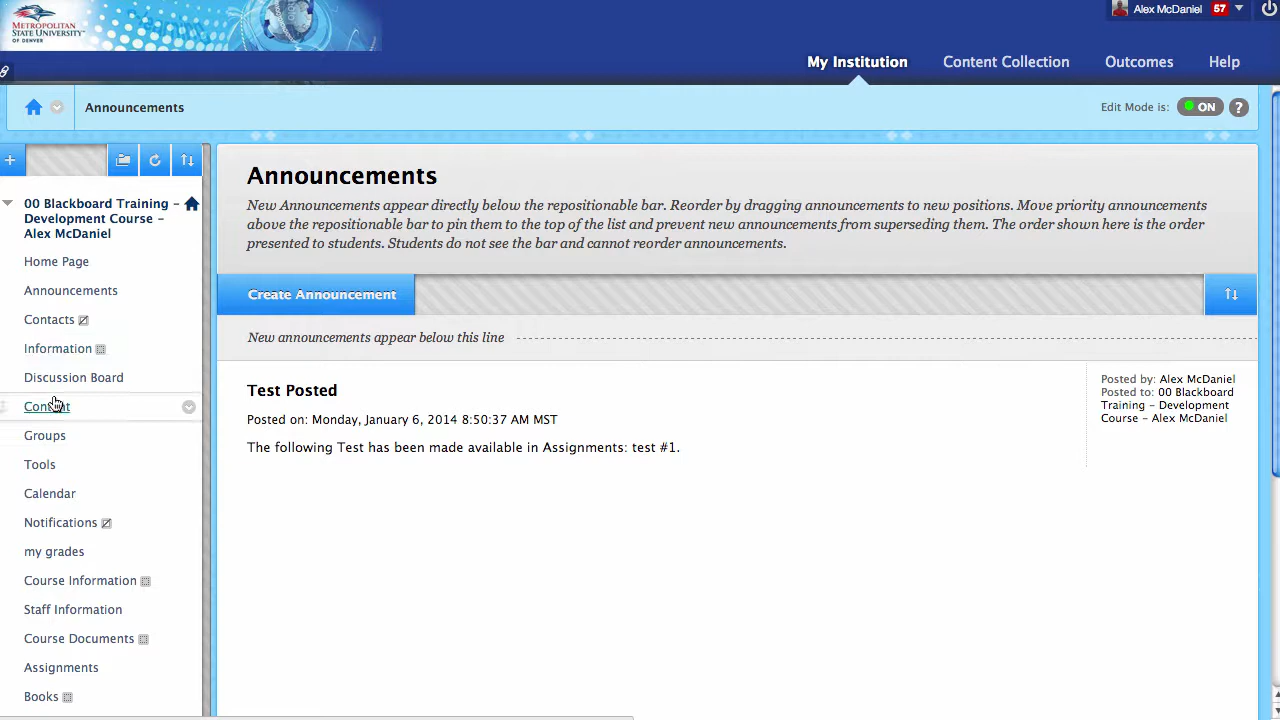 METROPOLITAN
STATE UNIVERSITY
OF DENVER
Alex McDaniel 57
My Institution
Content Collection
Outcomes
Help
Announcements
Edit Mode is: ON ?
00 Blackboard Training –
Development Course –
Alex McDaniel
Home Page
Announcements
Contacts
Information
Discussion Board
Content
Groups
Tools
Calendar
Notifications
my grades
Course Information
Staff Information
Course Documents
Assignments
Books
Announcements
New Announcements appear directly below the repositionable bar. Reorder by dragging announcements to new positions. Move priority announcements
above the repositionable bar to pin them to the top of the list and prevent new announcements from superseding them. The order shown here is the order
presented to students. Students do not see the bar and cannot reorder announcements.
Create Announcement
New announcements appear below this line
Test Posted
Posted on: Monday, January 6, 2014 8:50:37 AM MST
The following Test has been made available in Assignments: test #1.
Posted by: Alex McDaniel
Posted to: 00 Blackboard
Training – Development
Course – Alex McDaniel